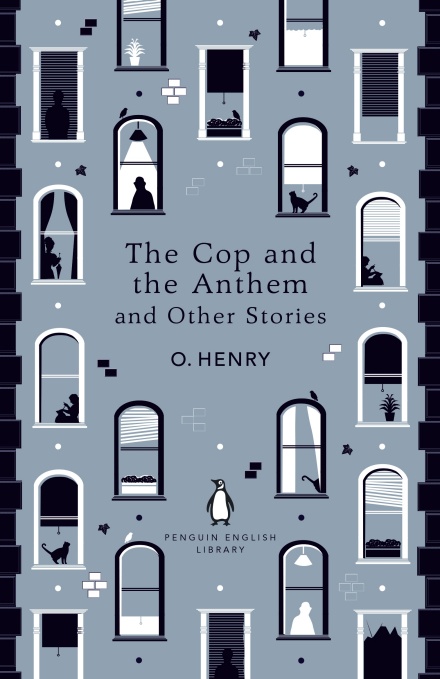 The Cop and
the Anthem
and Other Stories
O. HENRY
PENGUIN ENGLISH
LIBRARY